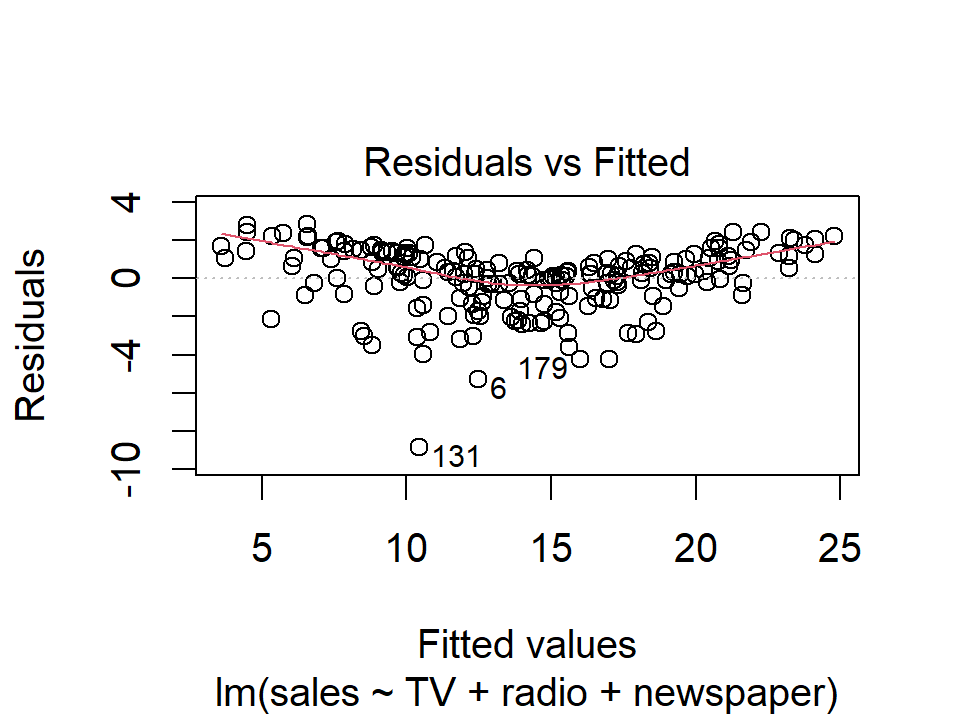 Residuals vs Fitted
Residuals
4
0
-4
-10
179
6
131
5 10 15 20 25
Fitted values
lm(sales ~ TV + radio + newspaper)